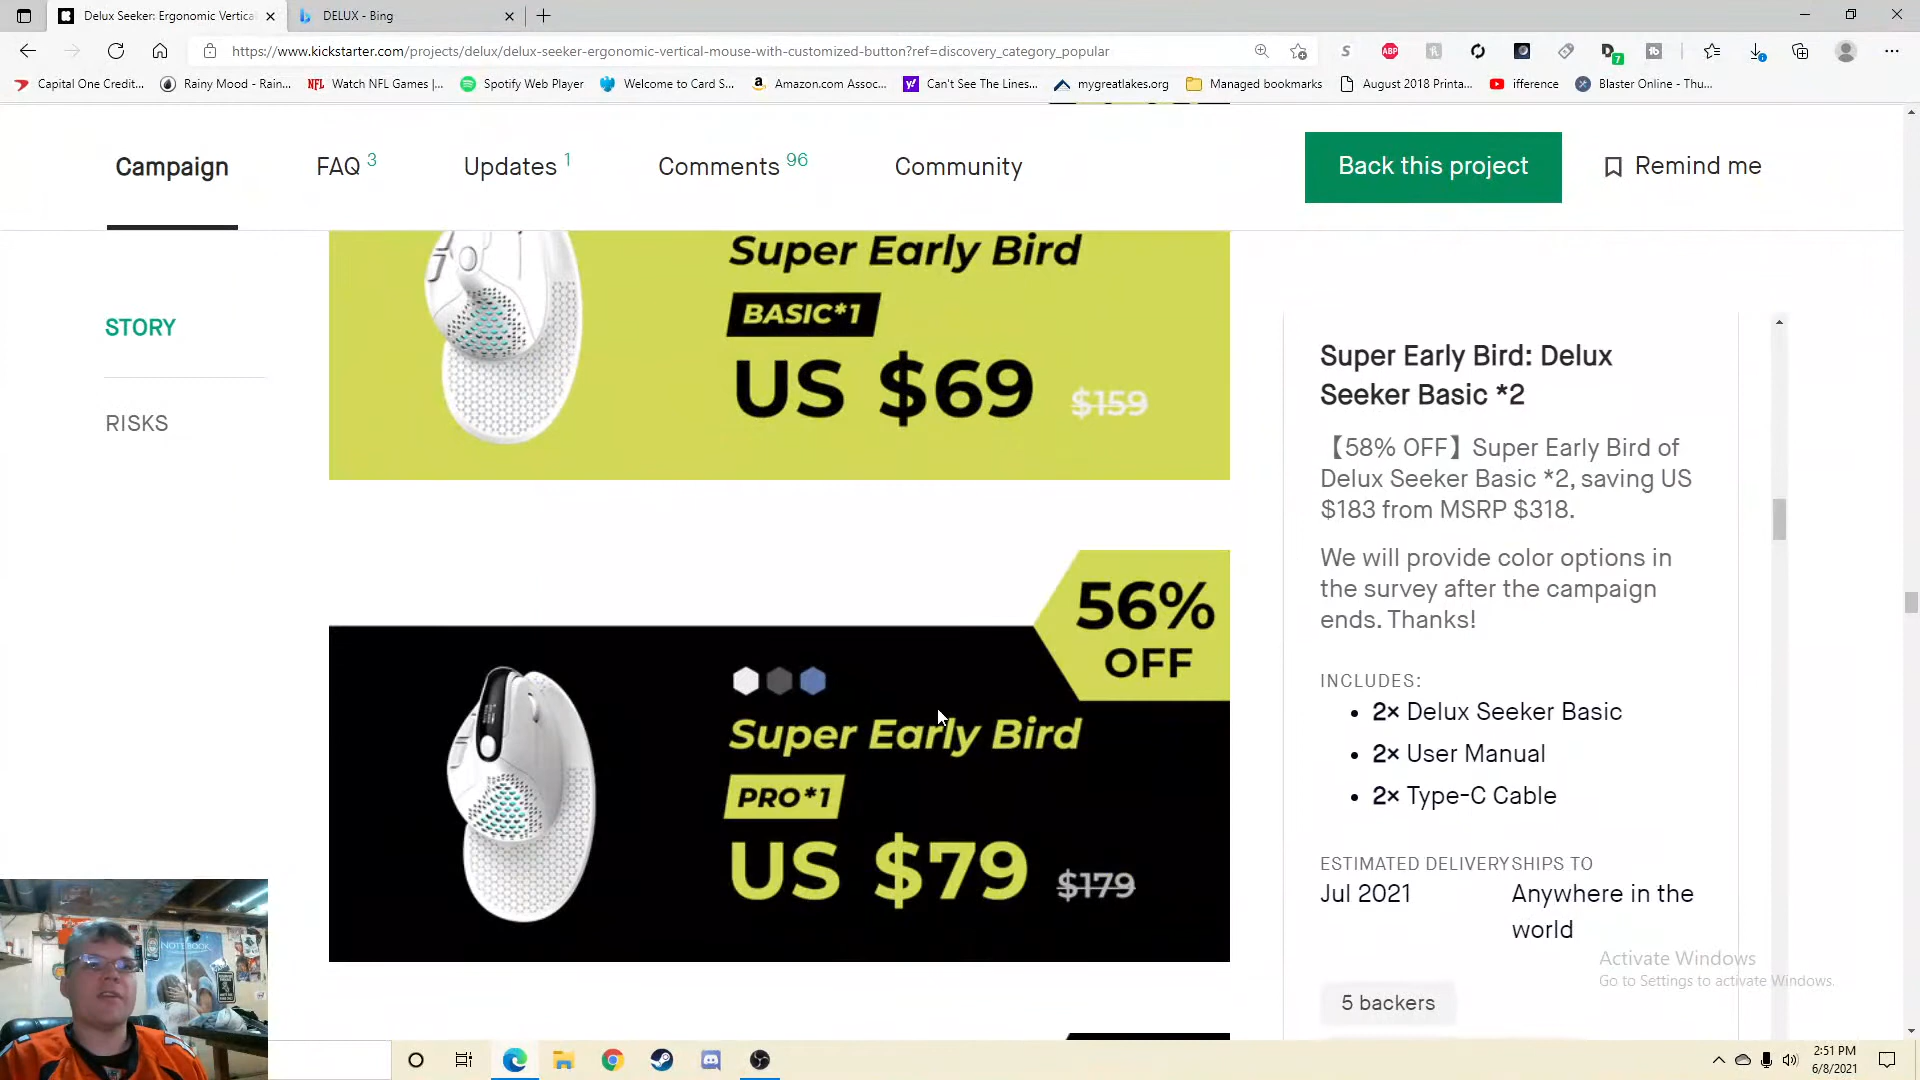 Delux Seeker: Ergonomic Vertica
DELUX - Bing
https://www.kickstarter.com/projects/delux/delux-seeker-ergonomic-vertical-mouse-with-customized-button?ref=discovery_category_popular
ABP
7
Capital One Credit...
Rainy Mood - Rain...
NFL Watch NFL Games |...
Spotify Web Player
Welcome to Card S...
Amazon.com Assoc...
Can't See The Lines...
mygreatlakes.org
Managed bookmarks
August 2018 Printa...
ifference
Blaster Online - Thu...
Campaign
FAQ 3
Updates 1
Comments 96
Community
Back this project
Remind me
STORY
RISKS
Super Early Bird
BASIC*1
US $69 $159
56%
OFF
Super Early Bird
PRO*1
US $79 $179
Super Early Bird: Delux
Seeker Basic *2
【58% OFF】Super Early Bird of
Delux Seeker Basic *2, saving US
$183 from MSRP $318.
We will provide color options in
the survey after the campaign
ends. Thanks!
INCLUDES:
• 2× Delux Seeker Basic
• 2× User Manual
• 2× Type-C Cable
ESTIMATED DELIVERY
SHIPS TO
Jul 2021
Anywhere in the
world
5 backers
Activate Windows
Go to Settings to activate Windows.
NOTEBOOK
2:51 PM
6/8/2021